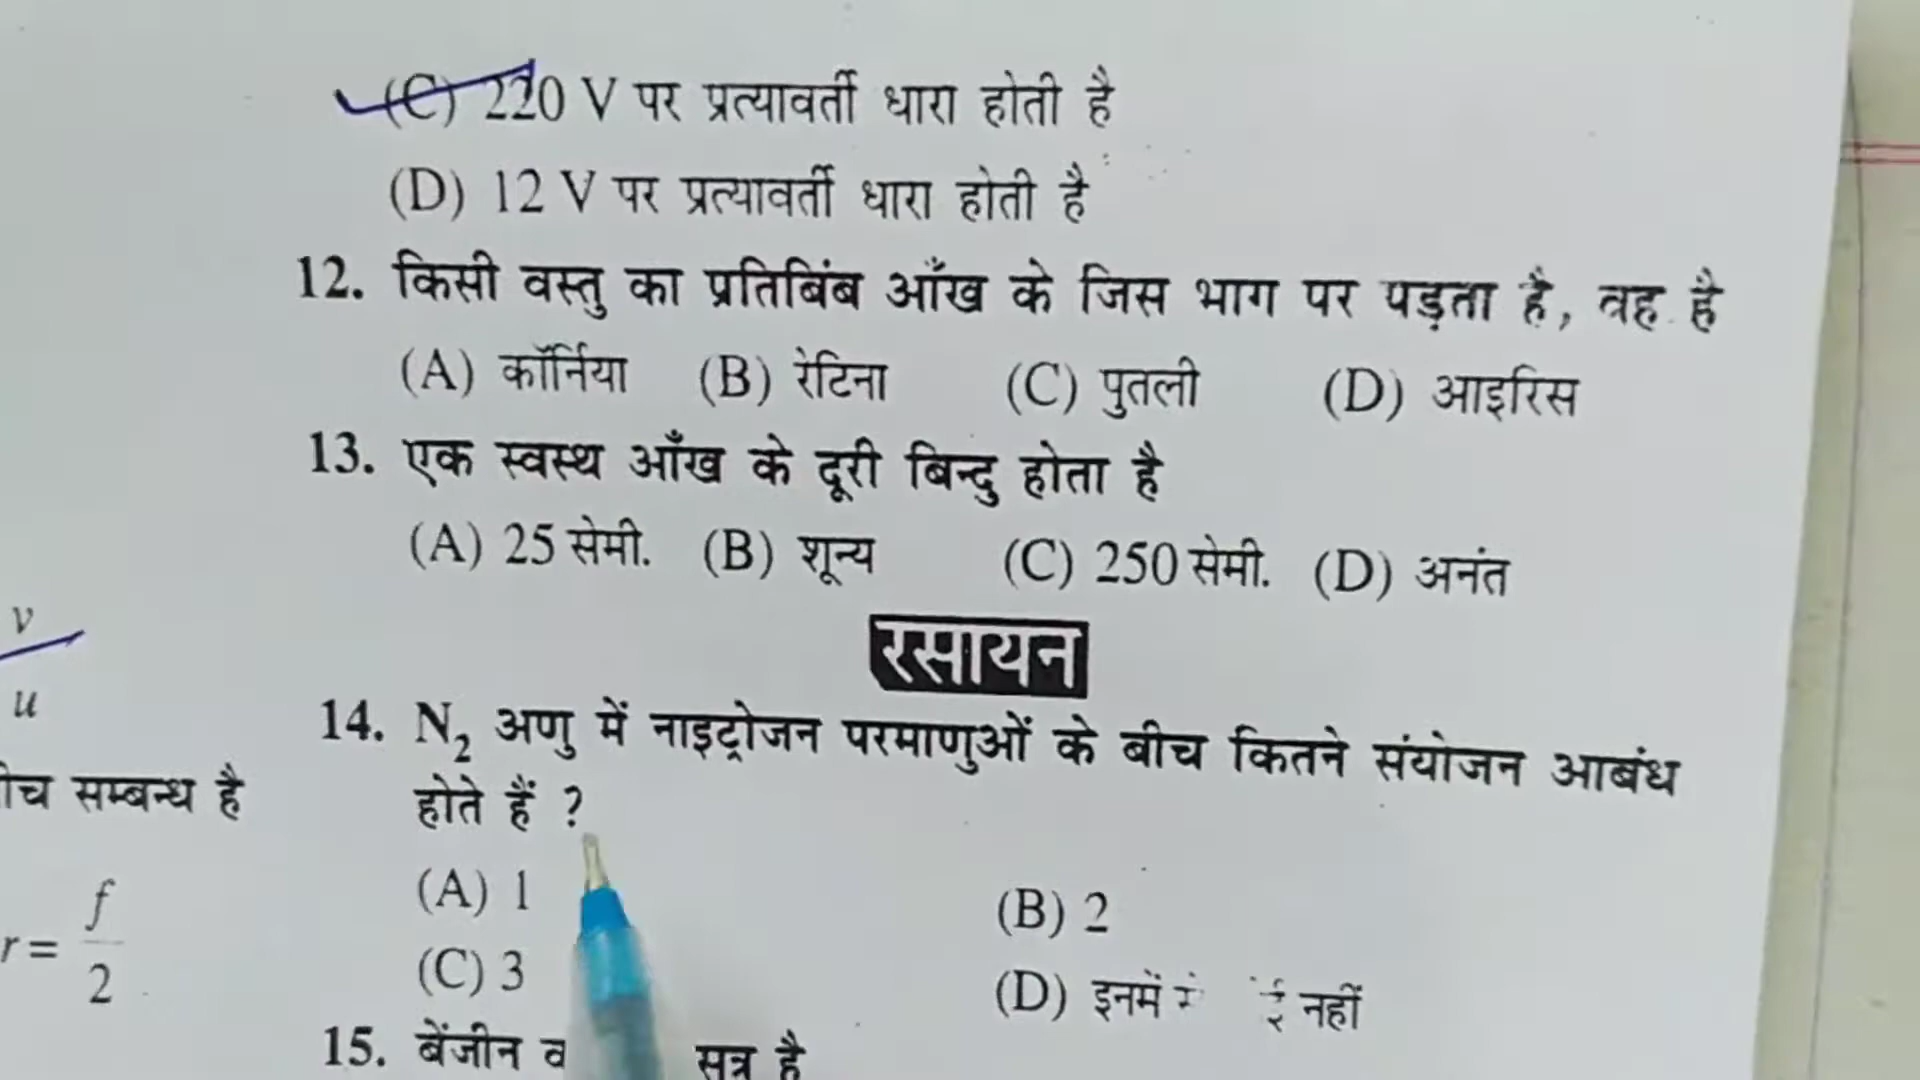 (C) 220 V पर प्रत्यावर्ती धारा होती है
(D) 12 V पर प्रत्यावर्ती धारा होती है
12. किसी वस्तु का प्रतिबिंब आँख के जिस भाग पर पड़ता है, वह है
(A) कॉर्निया (B) रेटिना (C) पुतली (D) आइरिस
13. एक स्वस्थ आँख के दूरी बिन्दु होता है
(A) 25 सेमी. (B) शून्य (C) 250 सेमी. (D) अनंत
रसायन
14. N₂ अणु में नाइट्रोजन परमाणुओं के बीच कितने संयोजन आबंध
होते हैं ?
(A) 1 (B) 2
(C) 3 (D) इनमें नहीं
15. बेंजीन सूत्र है
v
u
सम्बन्ध है
r = f/2